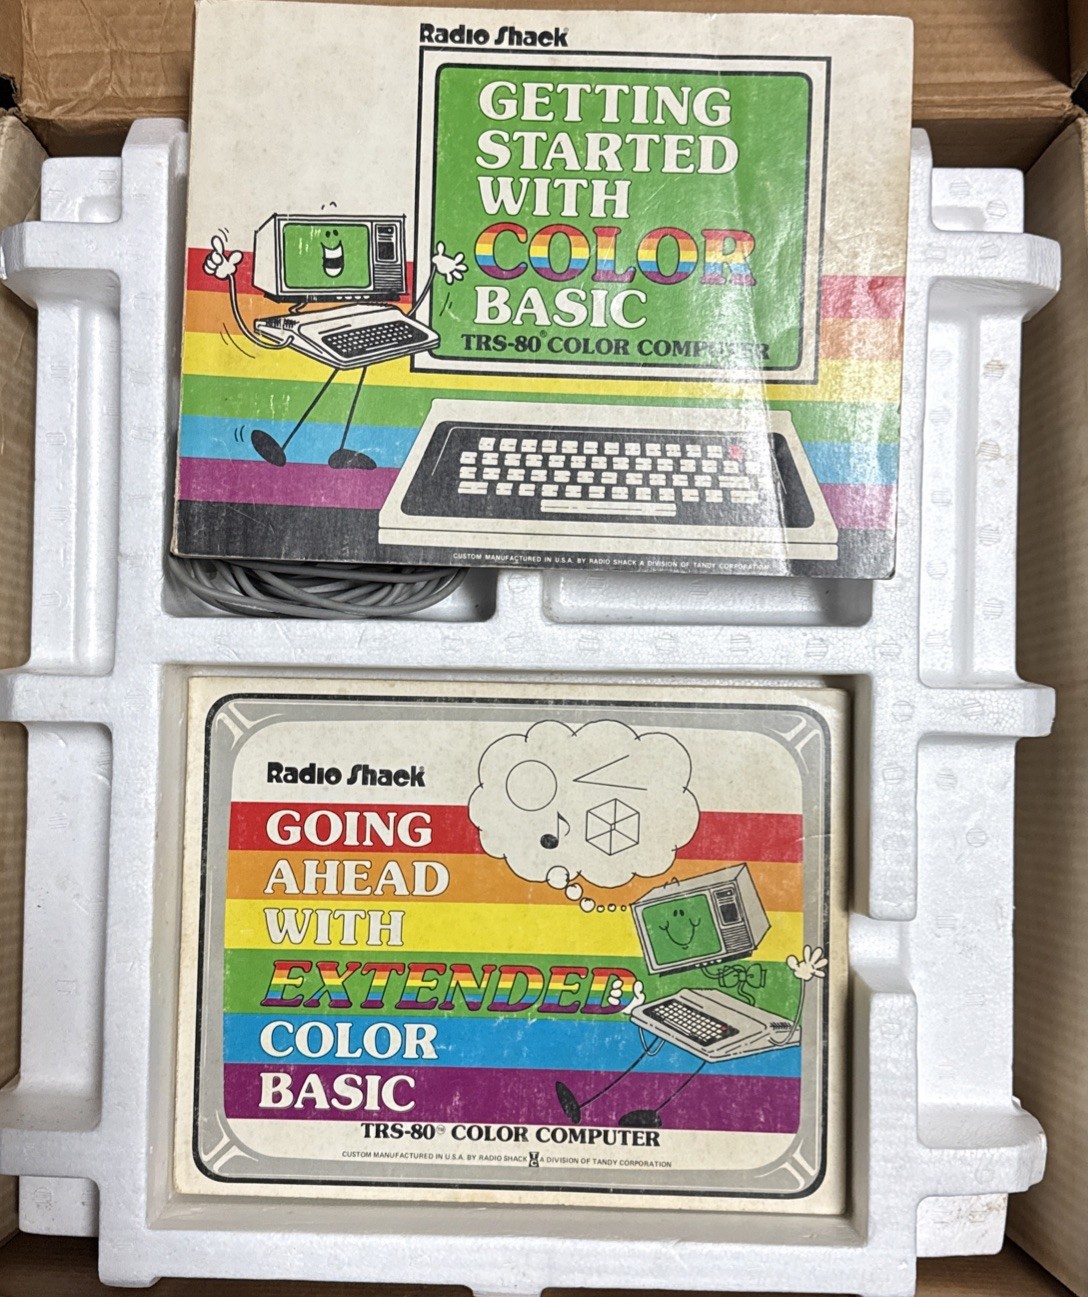 Radio Shack
GETTING
STARTED
WITH
COLOR
BASIC
TRS-80® COLOR COMPUTER
CUSTOM MANUFACTURED IN U.S.A. BY RADIO SHACK A DIVISION OF TANDY CORPORATION
Radio Shack
GOING
AHEAD
WITH
EXTENDED
COLOR
BASIC
TRS-80™ COLOR COMPUTER
CUSTOM MANUFACTURED IN U.S.A. BY RADIO SHACK TC A DIVISION OF TANDY CORPORATION